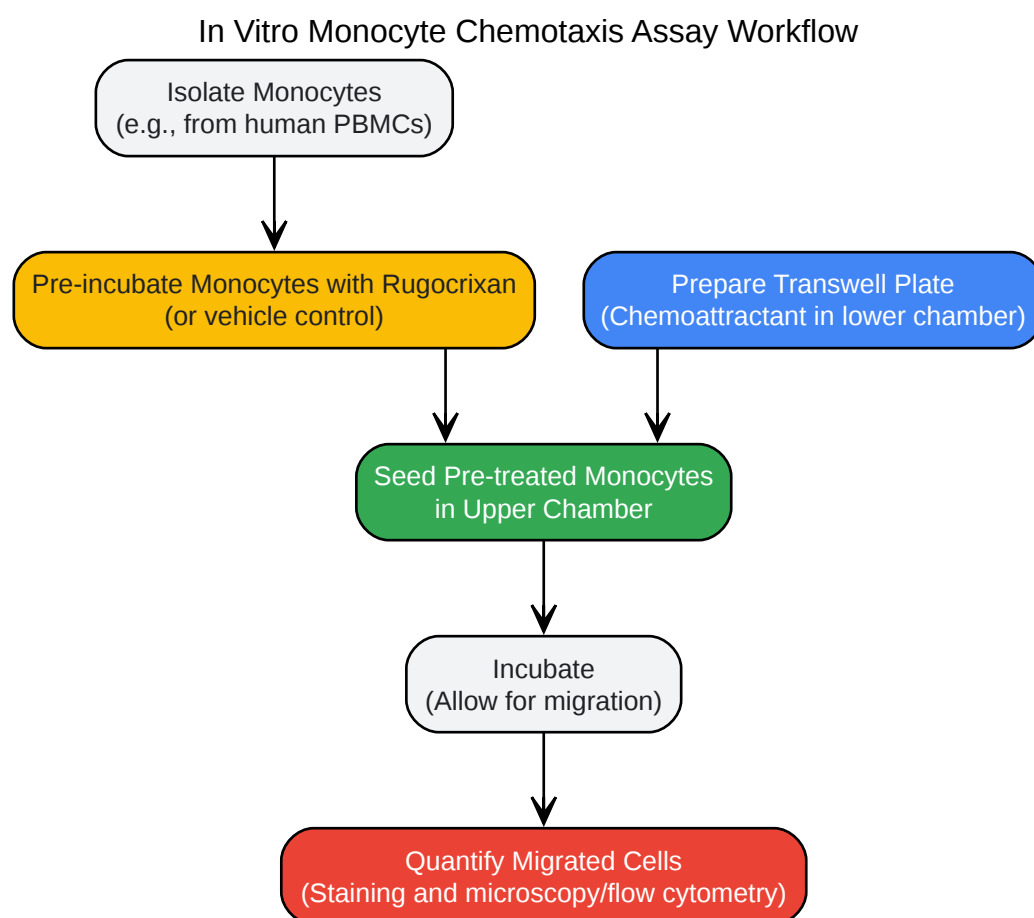 In Vitro Monocyte Chemotaxis Assay Workflow
Isolate Monocytes
(e.g., from human PBMCs)
Pre-incubate Monocytes with Rugocrixan
(or vehicle control)
Prepare Transwell Plate
(Chemoattractant in lower chamber)
Seed Pre-treated Monocytes
in Upper Chamber
Incubate
(Allow for migration)
Quantify Migrated Cells
(Staining and microscopy/flow cytometry)